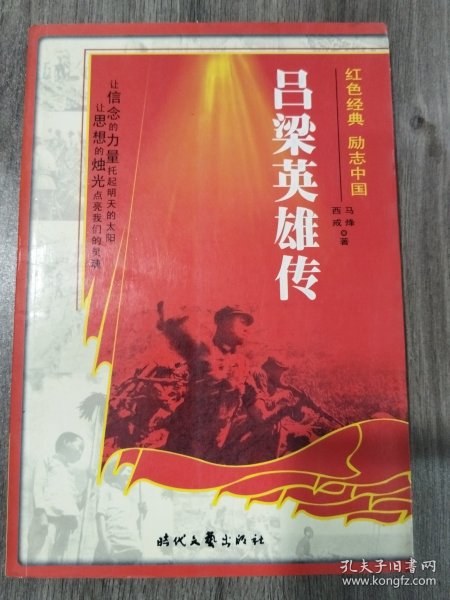 红色经典 励志中国
吕梁英雄传
马烽
西戎
著
让信念的力量托起明天的太阳
让思想的烛光点亮我们的灵魂
时代文艺出版社
孔夫子旧书网
www.kongfz.com